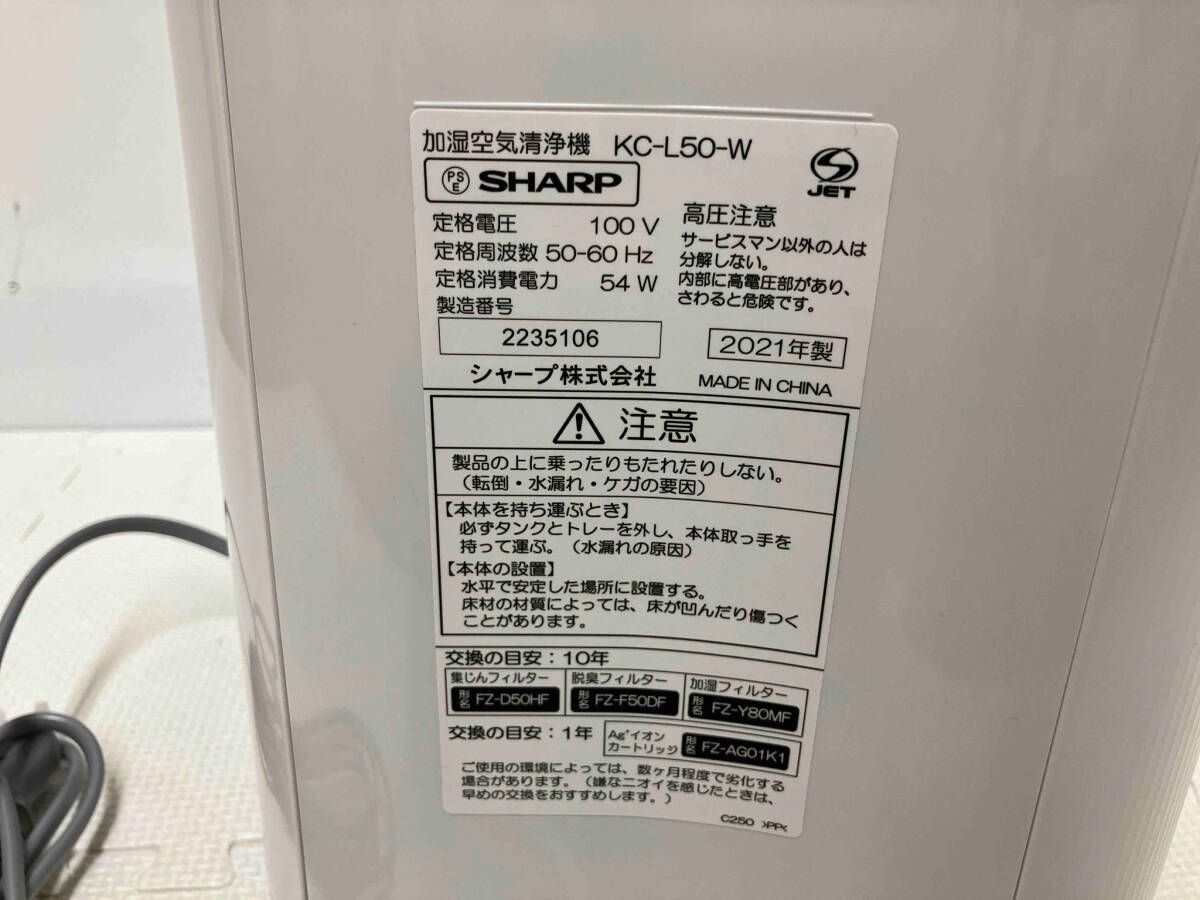 加湿空気清浄機 KC-L50-W
PSE SHARP
JET
定格電圧 100 V
定格周波数 50-60 Hz
定格消費電力 54 W
製造番号
2235106
高圧注意
サービスマン以外の人は
分解しない。
内部に高電圧部があり、
さわると危険です。
2021年製
シャープ株式会社 MADE IN CHINA
注意
製品の上に乗ったりもたれたりしない。
（転倒・水漏れ・ケガの要因）
【本体を持ち運ぶとき】
必ずタンクとトレーを外し、本体取っ手を
持って運ぶ。（水漏れの原因）
【本体の設置】
水平で安定した場所に設置する。
床材の材質によっては、床が凹んだり傷つく
ことがあります。
交換の目安：10年
集じんフィルター
形名 FZ-D50HF
脱臭フィルター
形名 FZ-F50DF
加湿フィルター
形名 FZ-Y80MF
交換の目安：1年
Ag⁺イオン
カートリッジ
形名 FZ-AG01K1
ご使用の環境によっては、数ヶ月程度で劣化する
場合があります。（嫌なニオイを感じたときは、
早めの交換をおすすめします。）
C250 >PP<